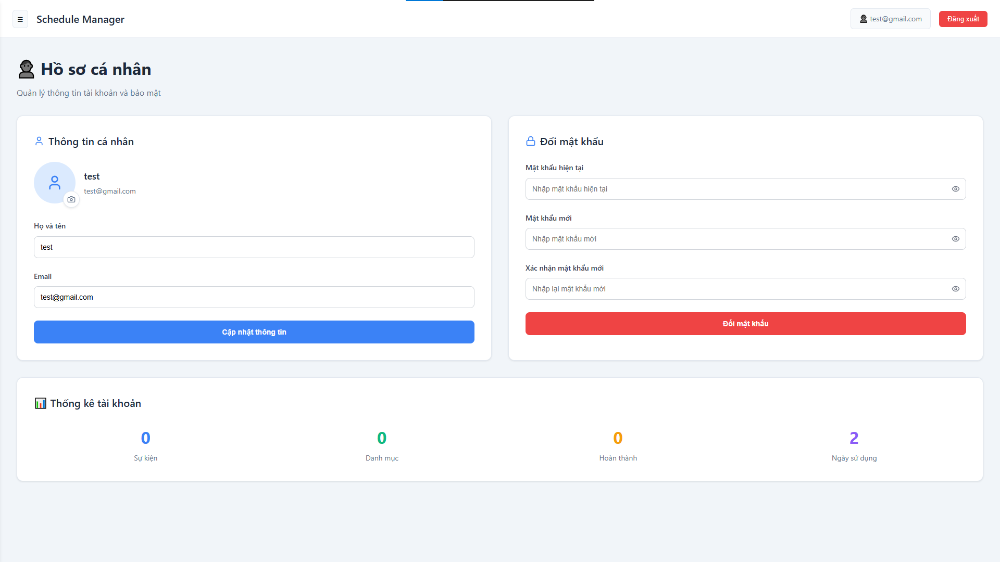 Schedule Manager
test@gmail.com
Đăng xuất
Hồ sơ cá nhân
Quản lý thông tin tài khoản và bảo mật
Thông tin cá nhân
test
test@gmail.com
Họ và tên
test
Email
test@gmail.com
Cập nhật thông tin
Đổi mật khẩu
Mật khẩu hiện tại
Nhập mật khẩu hiện tại
Mật khẩu mới
Nhập mật khẩu mới
Xác nhận mật khẩu mới
Nhập lại mật khẩu mới
Đổi mật khẩu
Thống kê tài khoản
0
Sự kiện
0
Danh mục
0
Hoàn thành
2
Ngày sử dụng